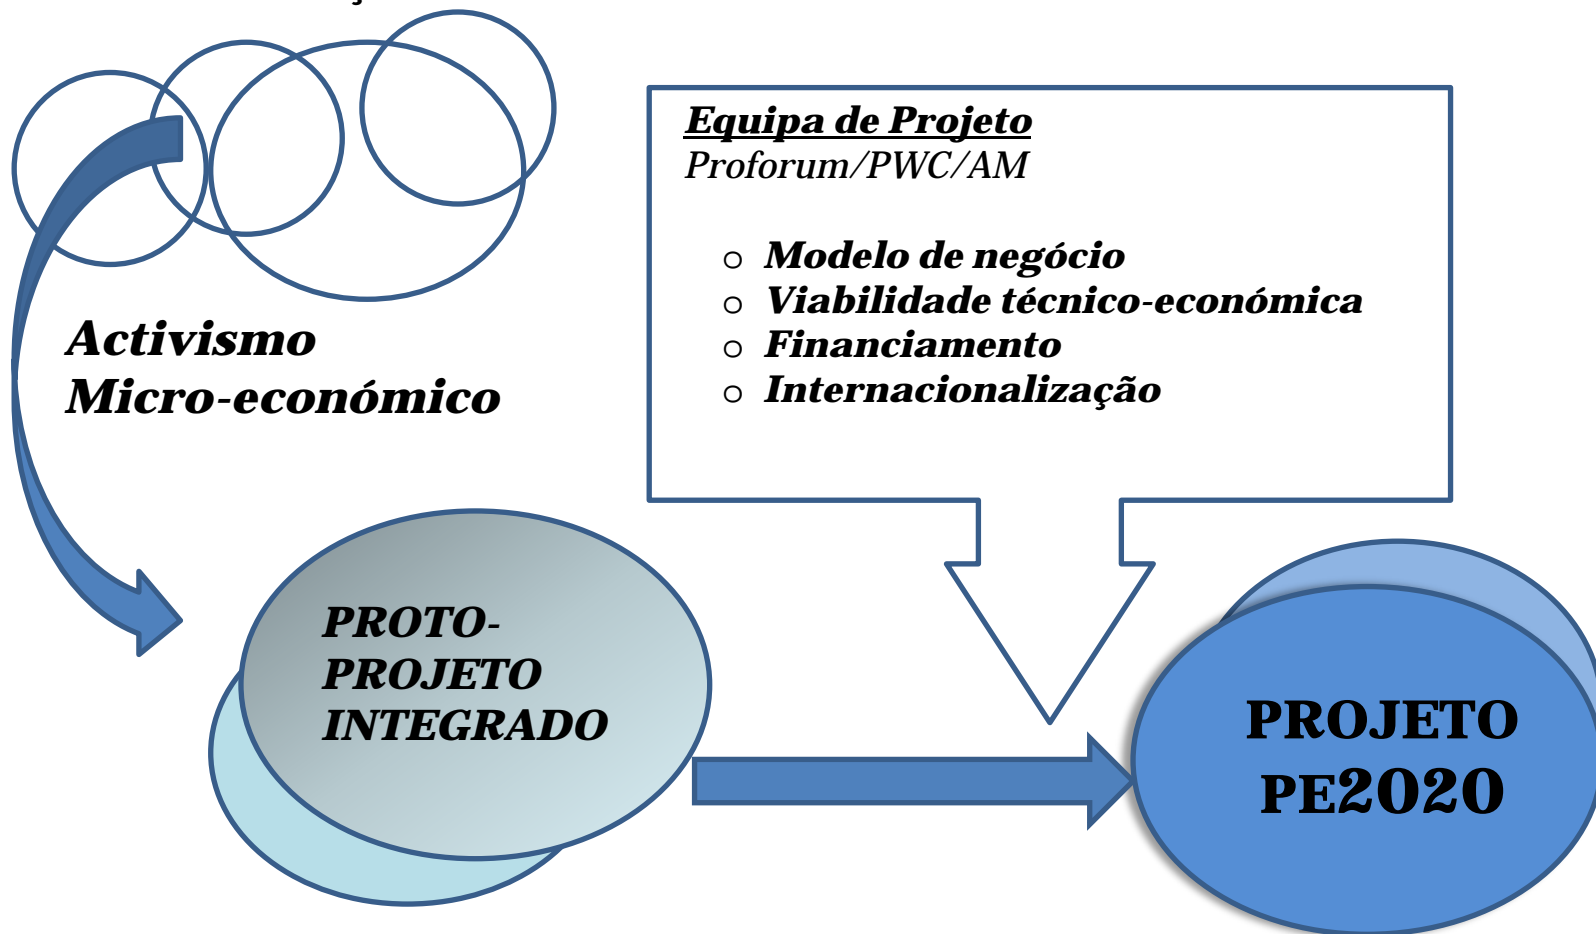 Equipa de Projeto
Proforum/PWC/AM
o Modelo de negócio
o Viabilidade técnico-económica
o Financiamento
o Internacionalização
Activismo
Micro-económico
PROTO-
PROJETO
INTEGRADO
PROJETO
PE2020